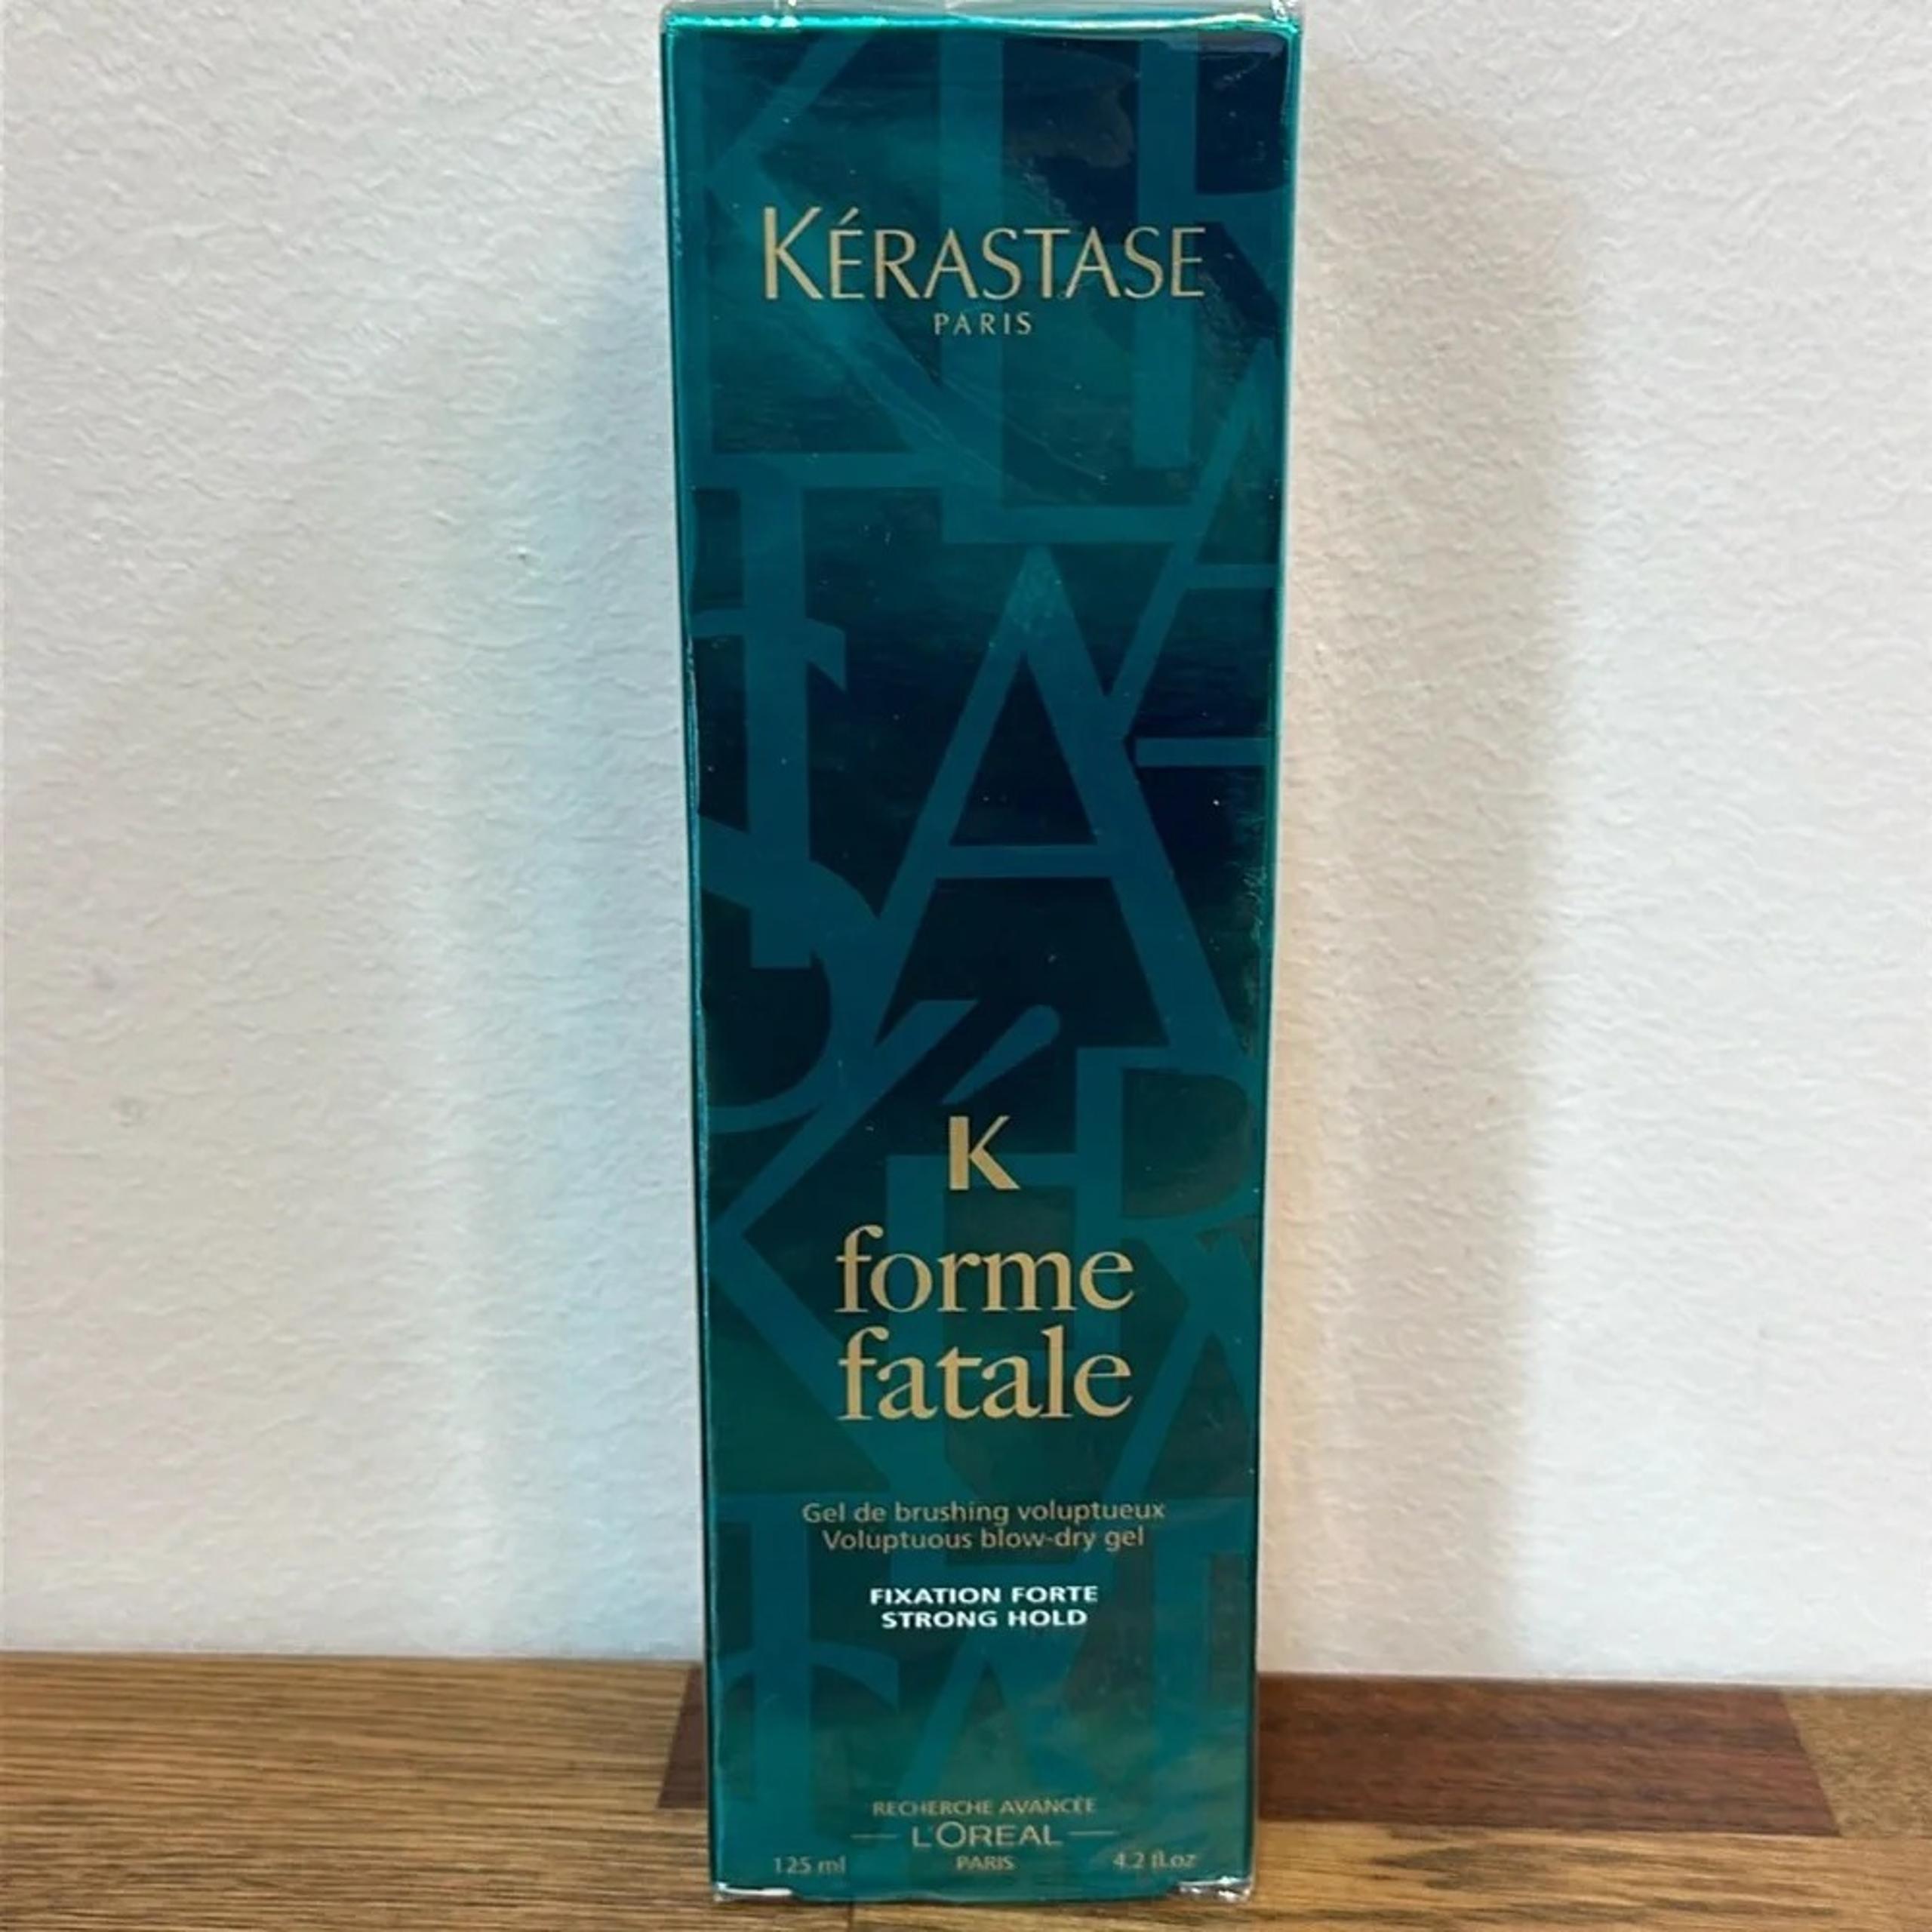 KÉRASTASE
PARIS
K
forme
fatale
Gel de brushing voluptueux
Voluptuous blow-dry gel
FIXATION FORTE
STRONG HOLD
RECHERCHE AVANCÉE
L'ORÉAL
PARIS
125 ml
4.2 fl.oz